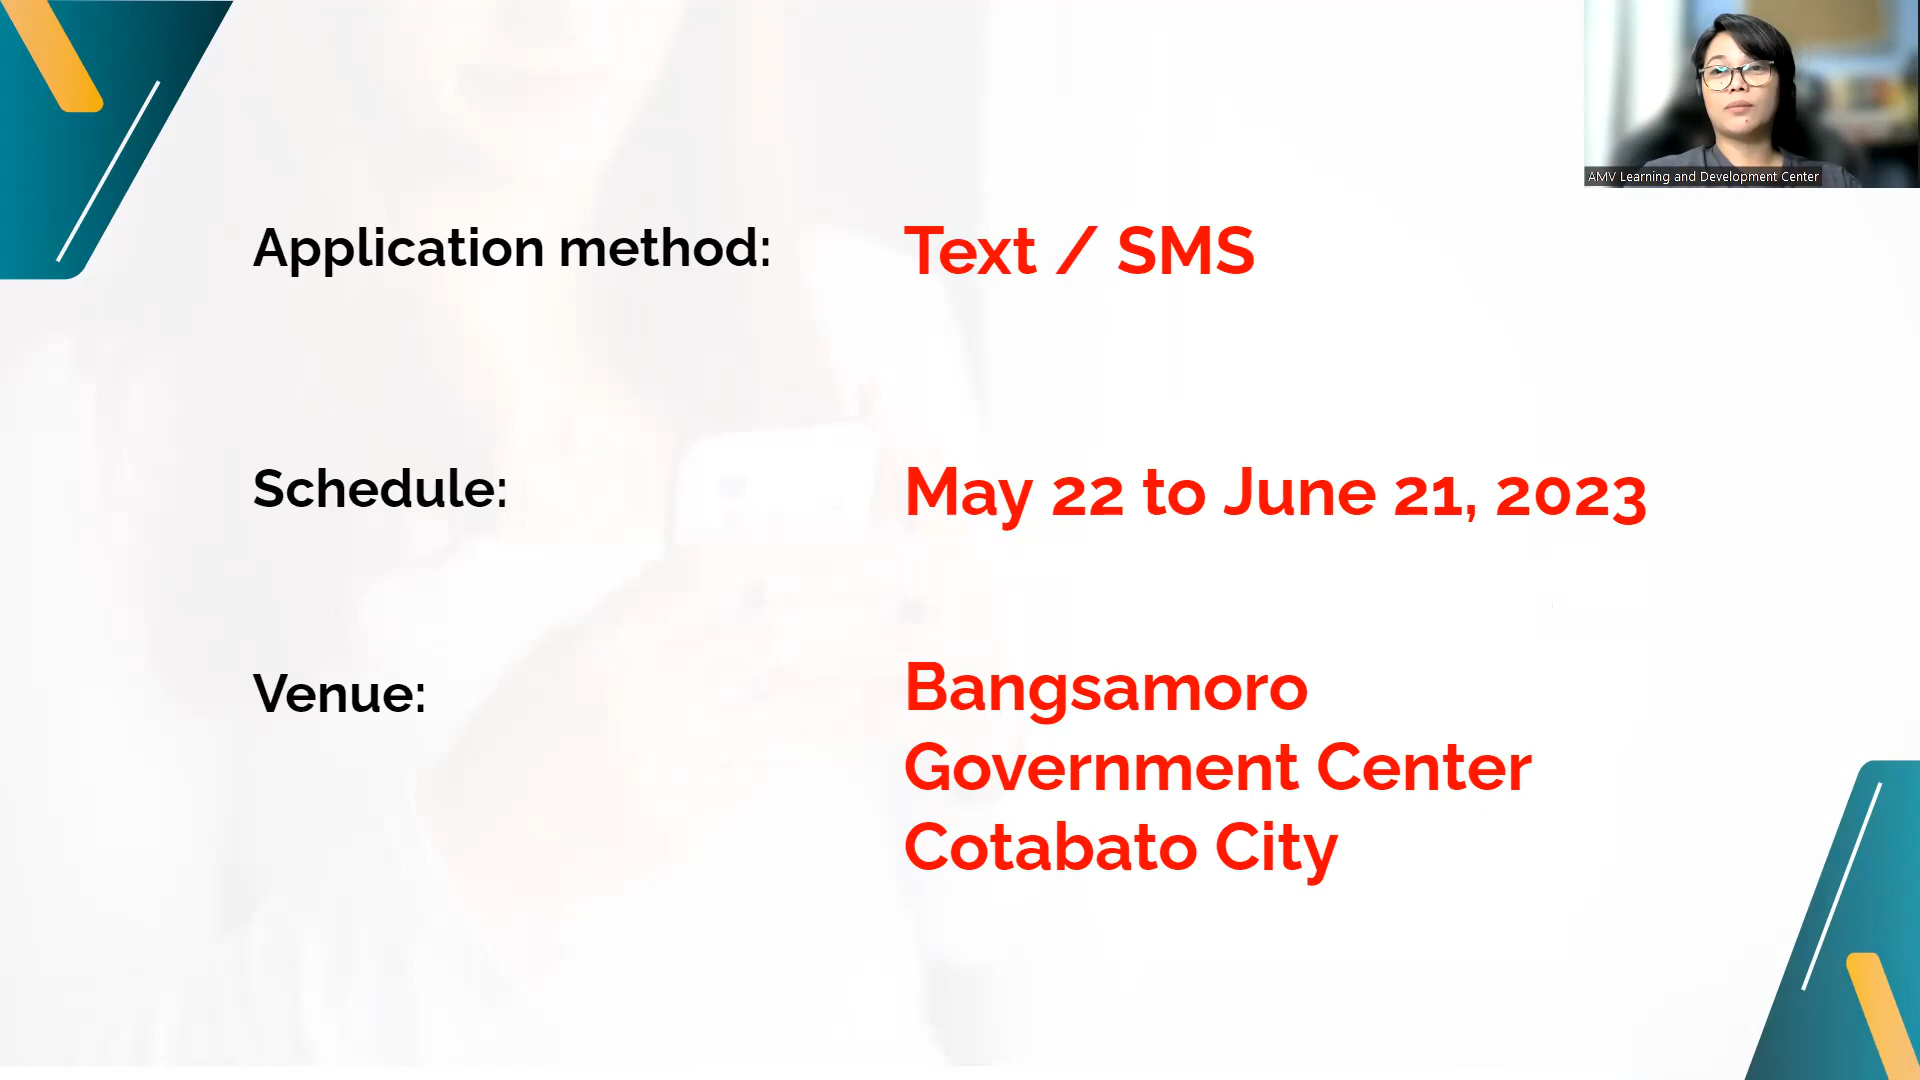 AMV Learning and Development Center
Application method:
Text / SMS
Schedule:
May 22 to June 21, 2023
Venue:
Bangsamoro
Government Center
Cotabato City